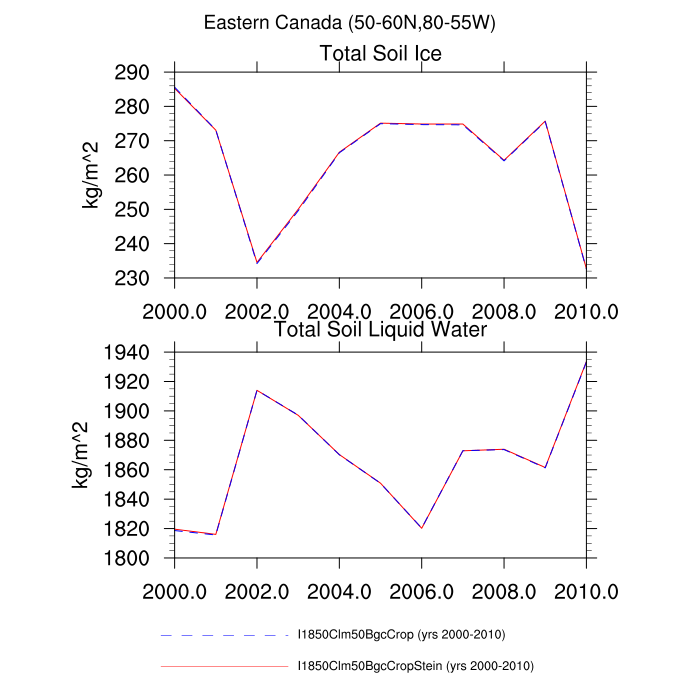 Eastern Canada (50-60N,80-55W)
Total Soil Ice
290
280
270
260
250
240
230
kg/m^2
2000.0 2002.0 2004.0 2006.0 2008.0 2010.0
Total Soil Liquid Water
1940
1920
1900
1880
1860
1840
1820
1800
kg/m^2
2000.0 2002.0 2004.0 2006.0 2008.0 2010.0
I1850Clm50BgcCrop (yrs 2000-2010)
I1850Clm50BgcCropStein (yrs 2000-2010)